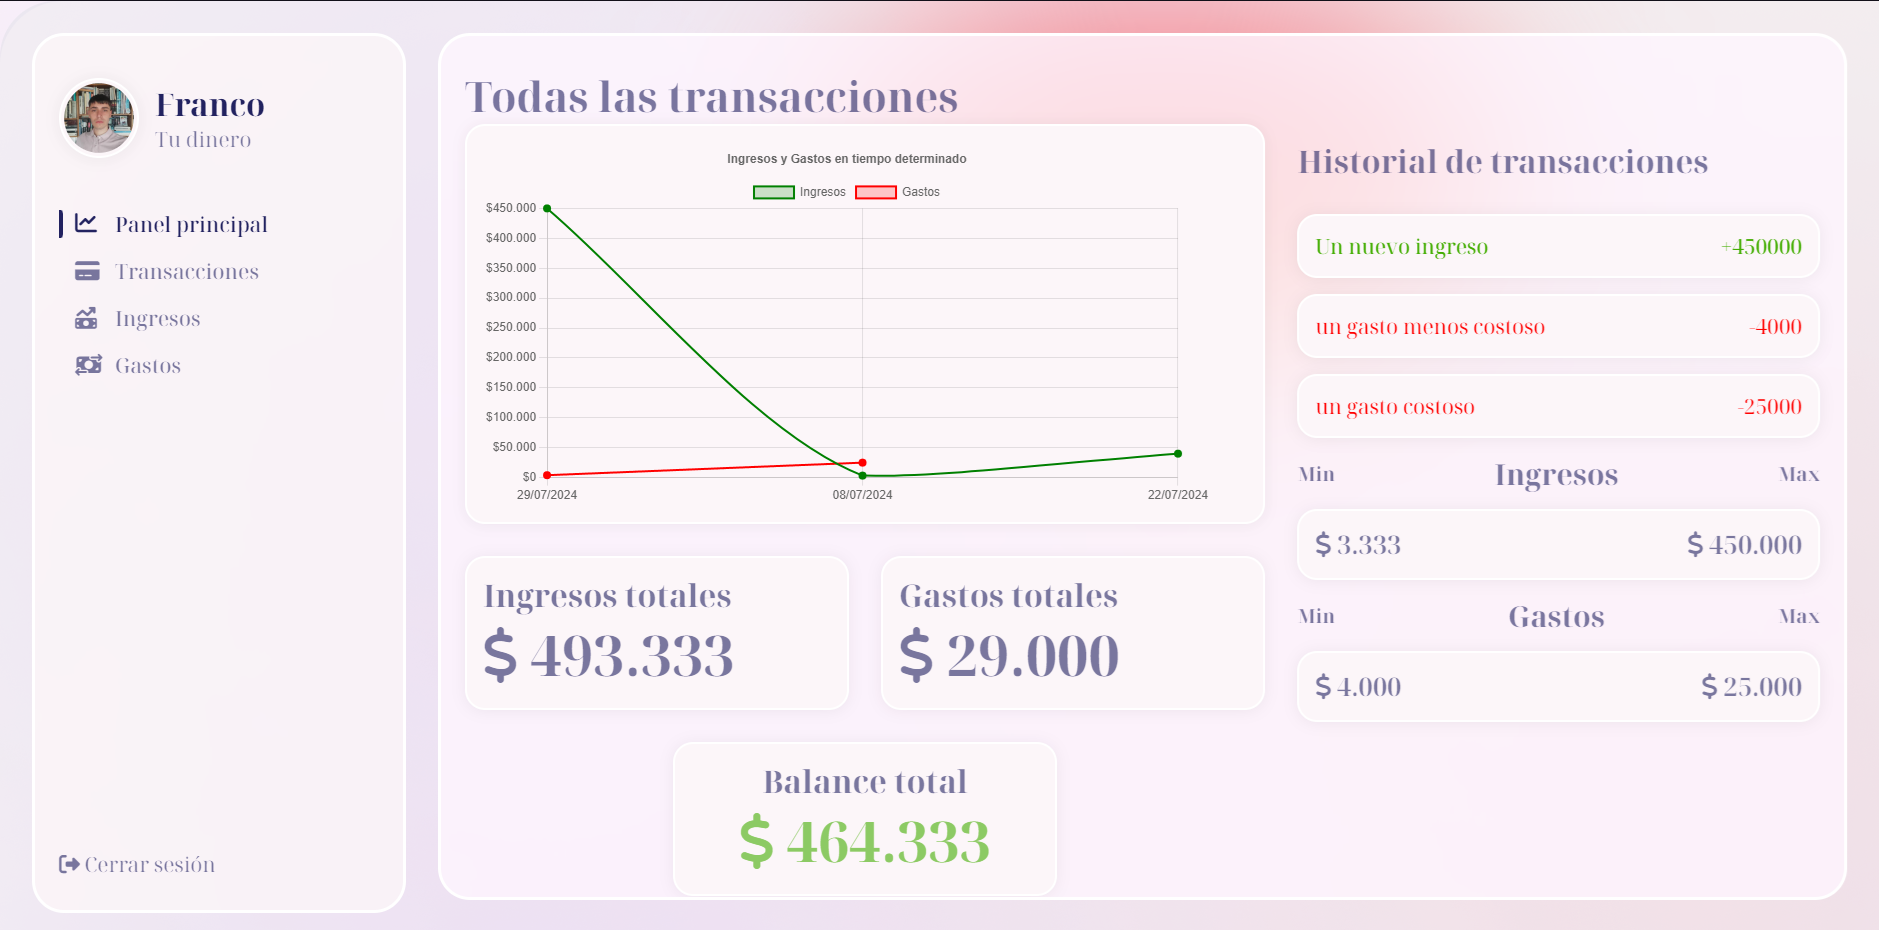 Franco
Tu dinero
Panel principal
Transacciones
Ingresos
Gastos
Cerrar sesión
Todas las transacciones
Ingresos y Gastos en tiempo determinado
Ingresos Gastos
$450.000
$400.000
$350.000
$300.000
$250.000
$200.000
$150.000
$100.000
$50.000
$0
29/07/2024 08/07/2024 22/07/2024
Ingresos totales
$ 493.333
Gastos totales
$ 29.000
Balance total
$ 464.333
Historial de transacciones
Un nuevo ingreso +450000
un gasto menos costoso -4000
un gasto costoso -25000
Min Ingresos Max
$ 3.333 $ 450.000
Min Gastos Max
$ 4.000 $ 25.000